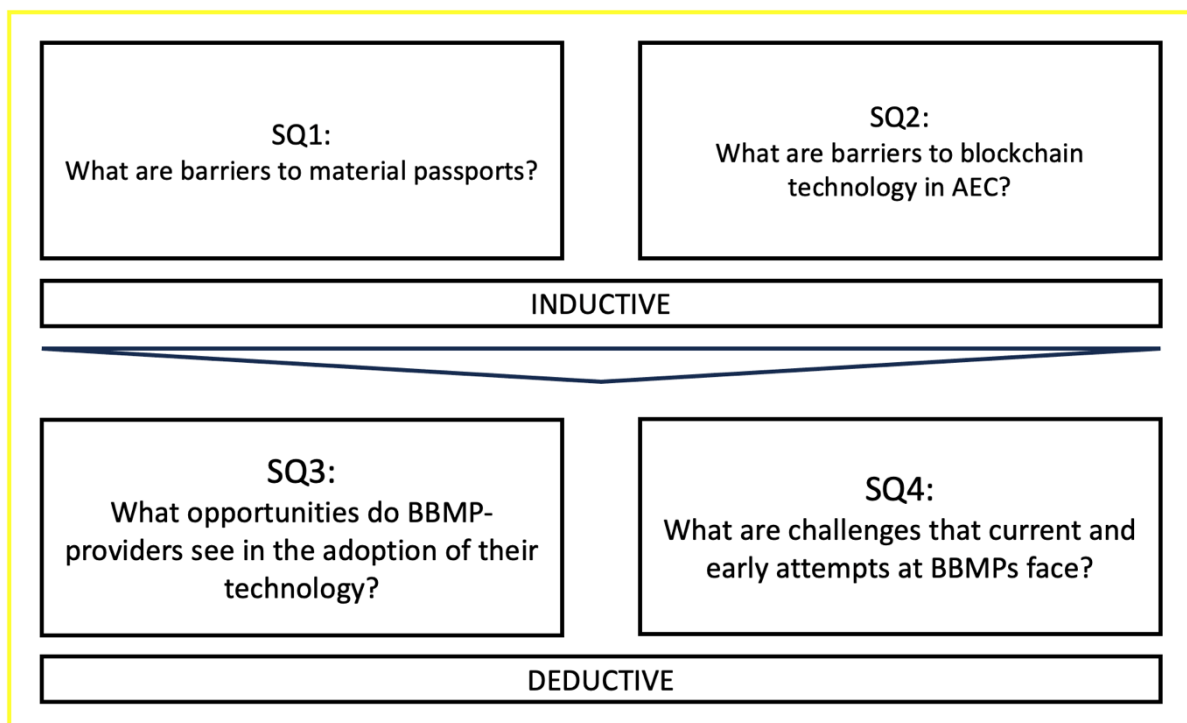 SQ1:
What are barriers to material passports?
SQ2:
What are barriers to blockchain
technology in AEC?
INDUCTIVE
SQ3:
What opportunities do BBMP-
providers see in the adoption of their
technology?
SQ4:
What are challenges that current and
early attempts at BBMPs face?
DEDUCTIVE